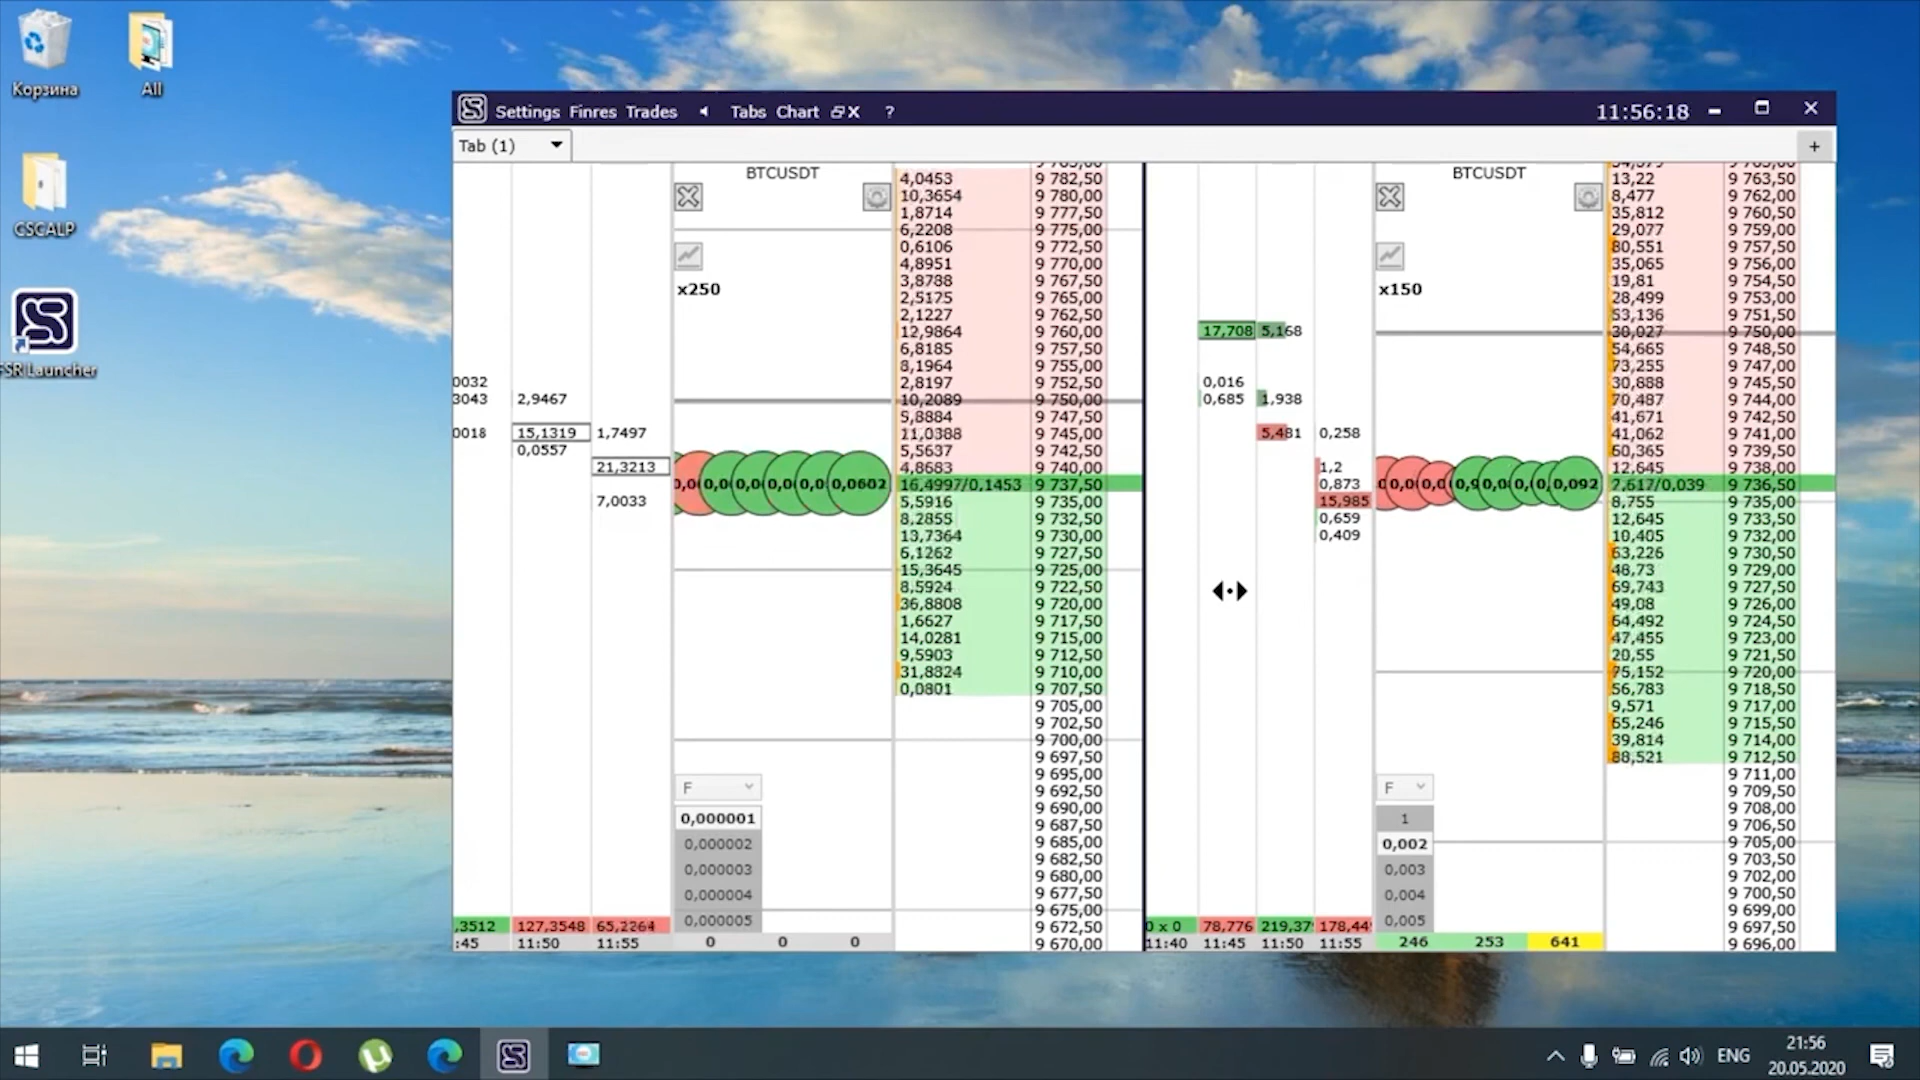 Корзина
All
CSCALP
FSR Launcher
Settings Finres Trades Tabs Chart X ?
11:56:18
Tab (1)
+
0032
3043
0018
2,9467
15,1319
0,0557
1,7497
21,3213
7,0033
,3512 127,3548 65,2264
:45 11:50 11:55
BTCUSDT
x250
0,0602
F
0,000001
0,000002
0,000003
0,000004
0,000005
0 0 0
4,0453 9 782,50
10,3654 9 780,00
1,8714 9 777,50
6,2208 9 775,00
0,6106 9 772,50
4,8951 9 770,00
3,8788 9 767,50
2,5175 9 765,00
2,1227 9 762,50
12,9864 9 760,00
6,8185 9 757,50
8,1964 9 755,00
2,8197 9 752,50
10,2089 9 750,00
5,8884 9 747,50
11,0388 9 745,00
5,5637 9 742,50
4,8683 9 740,00
16,4997/0,1453 9 737,50
5,5916 9 735,00
8,2855 9 732,50
13,7364 9 730,00
6,1262 9 727,50
15,3645 9 725,00
8,5924 9 722,50
36,8808 9 720,00
1,6627 9 717,50
14,0281 9 715,00
9,5903 9 712,50
31,8824 9 710,00
0,0801 9 707,50
9 705,00
9 702,50
9 700,00
9 697,50
9 695,00
9 692,50
9 690,00
9 687,50
9 685,00
9 682,50
9 680,00
9 677,50
9 675,00
9 672,50
9 670,00
17,708 5,168
0,016
0,685 1,938
5,481 0,258
1,2
0,873
15,985
0,659
0,409
0 x 0 78,776 219,37 178,44
11:40 11:45 11:50 11:55
BTCUSDT
x150
0,092
F
1
0,002
0,003
0,004
0,005
246 253 641
13,22 9 763,50
8,477 9 762,00
35,812 9 760,50
29,077 9 759,00
80,551 9 757,50
35,065 9 756,00
19,81 9 754,50
28,499 9 753,00
53,136 9 751,50
9 750,00
54,665 9 748,50
73,255 9 747,00
30,888 9 745,50
70,487 9 744,00
41,671 9 742,50
41,062 9 741,00
50,365 9 739,50
12,645 9 738,00
7,617/0,039 9 736,50
8,755 9 735,00
12,645 9 733,50
10,405 9 732,00
63,226 9 730,50
48,73 9 729,00
69,743 9 727,50
49,08 9 726,00
64,492 9 724,50
47,455 9 723,00
20,55 9 721,50
75,152 9 720,00
56,783 9 718,50
9,571 9 717,00
65,246 9 715,50
39,814 9 714,00
88,521 9 712,50
9 711,00
9 709,50
9 708,00
9 706,50
9 705,00
9 703,50
9 702,00
9 700,50
9 699,00
9 697,50
9 696,00
ENG
21:56
20.05.2020